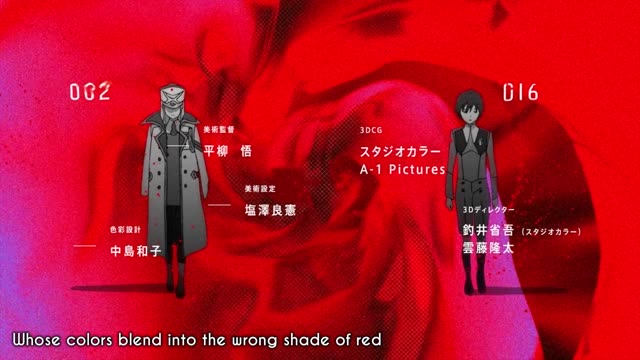 002
016
美術監督
平柳 悟
3DCG
スタジオカラー
A-1 Pictures
美術設定
塩澤良憲
3Dディレクター
釣井省吾 (スタジオカラー)
雲藤隆太
色彩設計
中島和子
Whose colors blend into the wrong shade of red